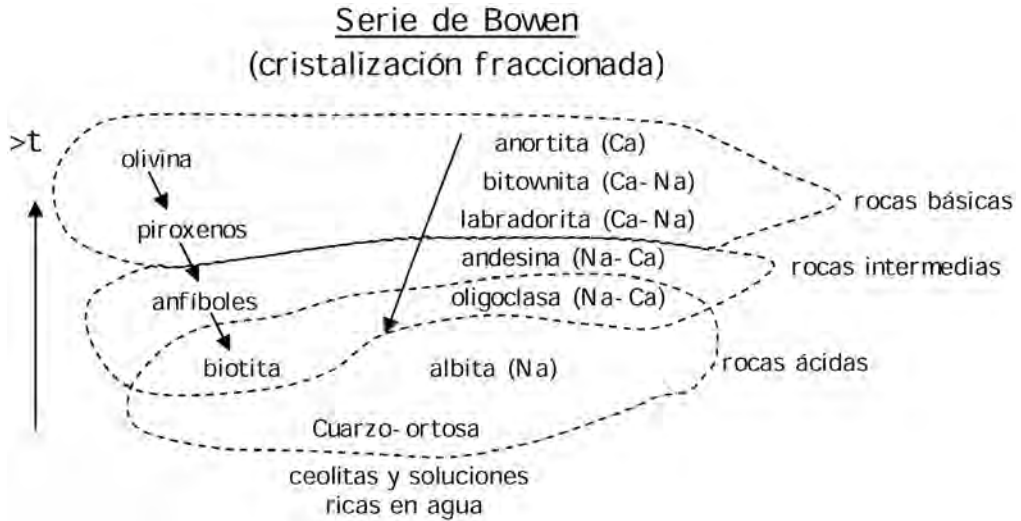 Serie de Bowen
(cristalización fraccionada)
>t
olivina
piroxenos
anfíboles
biotita
anortita (Ca)
bitownita (Ca-Na)
labradorita (Ca-Na)
andesina (Na-Ca)
oligoclasa (Na-Ca)
albita (Na)
Cuarzo-ortosa
rocas básicas
rocas intermedias
rocas ácidas
ceolitas y soluciones
ricas en agua